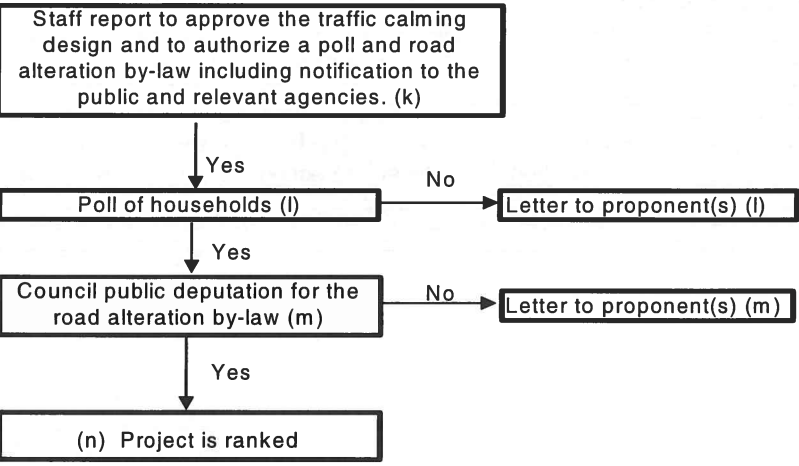 Staff report to approve the traffic calming
design and to authorize a poll and road
alteration by-law including notification to the
public and relevant agencies. (k)
Yes
No
Poll of households (l)
Letter to proponent(s) (l)
Yes
Council public deputation for the
road alteration by-law (m)
No
Letter to proponent(s) (m)
Yes
(n) Project is ranked